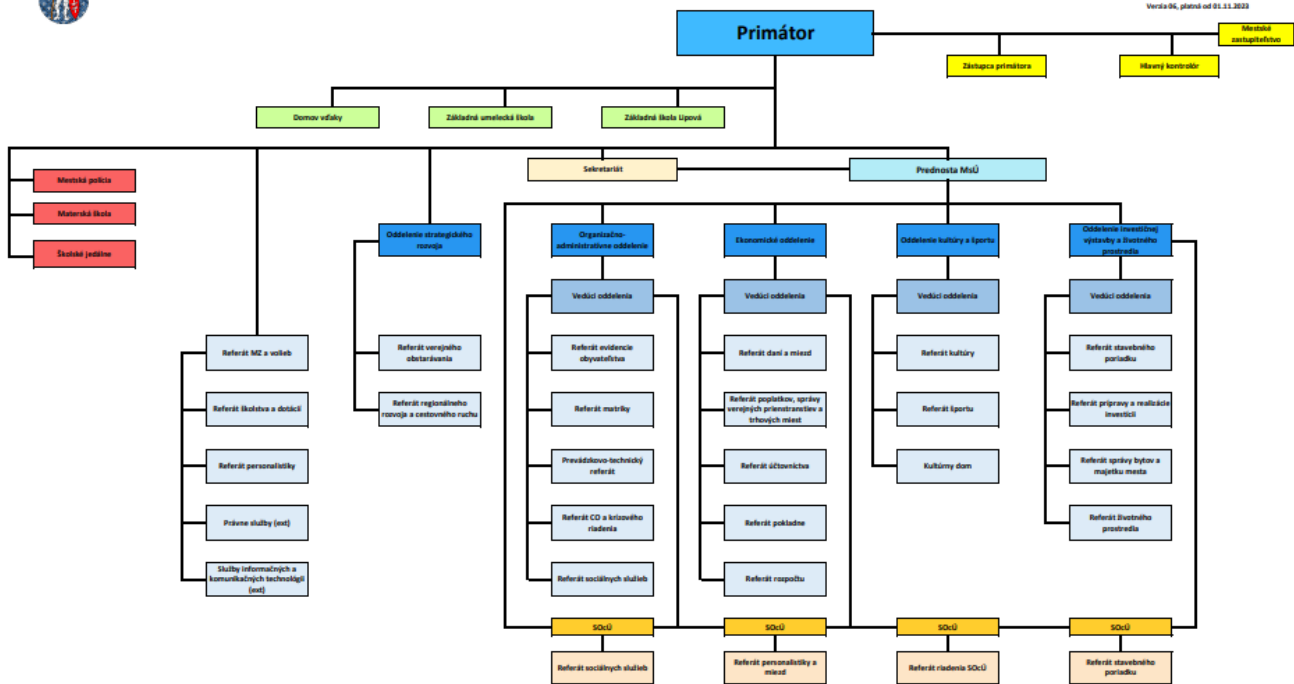 Verzia 06, platná od 01.11.2023
Primátor
Mestské
zastupiteľstvo
Zástupca primátora
Hlavný kontrolór
Domov vďaky
Základná umelecká škola
Základná škola Lipová
Sekretariát
Prednosta MsÚ
Mestská polícia
Materská škola
Školské jedálne
Oddelenie strategického
rozvoja
Organizačno-
administratívne oddelenie
Ekonomické oddelenie
Oddelenie kultúry a športu
Oddelenie investičnej
výstavby a životného
prostredia
Vedúci oddelenia
Vedúci oddelenia
Vedúci oddelenia
Vedúci oddelenia
Referát MZ a volieb
Referát verejného
obstarávania
Referát evidencie
obyvateľstva
Referát daní a miezd
Referát kultúry
Referát stavebného
poriadku
Referát školstva a dotácií
Referát regionálneho
rozvoja a cestovného ruchu
Referát matriky
Referát poplatkov, správy
verejných prienstranstiev a
trhových miest
Referát športu
Referát prípravy a realizácie
investícií
Referát personalistiky
Prevádzkovo-technický
referát
Referát účtovníctva
Kultúrny dom
Referát správy bytov a
majetku mesta
Právne služby (ext)
Referát CO a krízového
riadenia
Referát pokladne
Referát životného
prostredia
Služby informačných a
komunikačných technológií
(ext)
Referát sociálnych služieb
Referát rozpočtu
SOcÚ
SOcÚ
SOcÚ
SOcÚ
Referát sociálnych služieb
Referát personalistiky a
miezd
Referát riadenia SOcÚ
Referát stavebného
poriadku